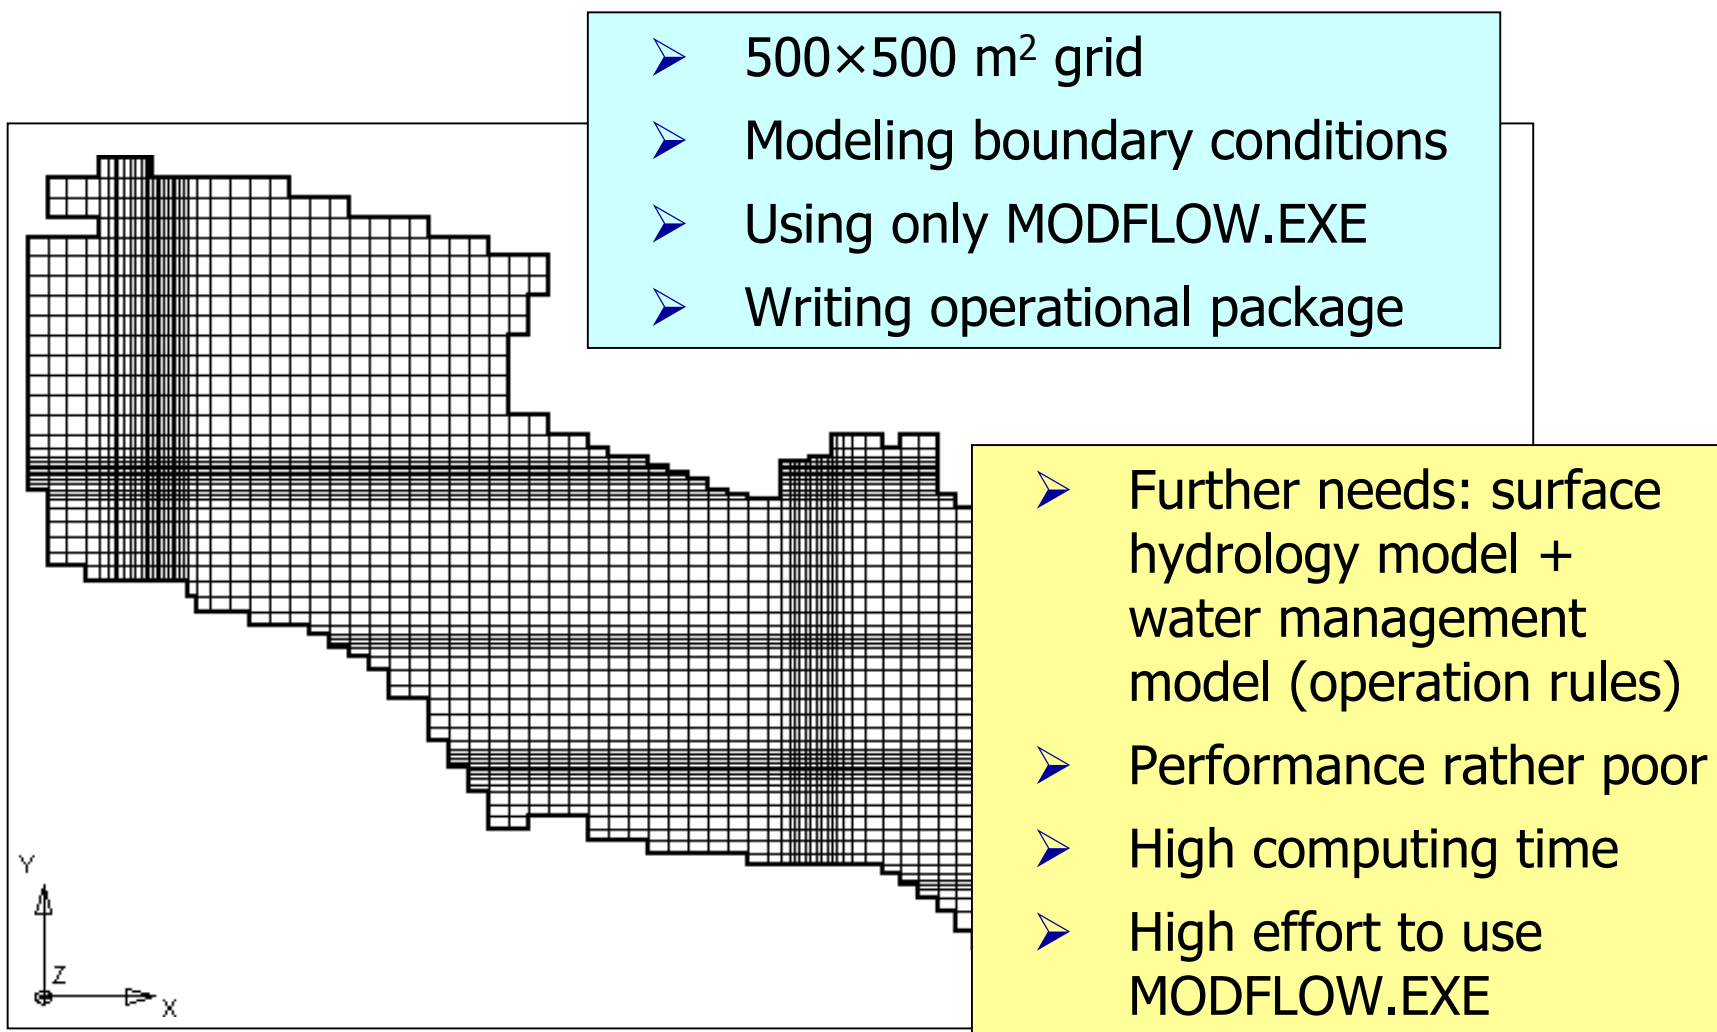 500×500 m² grid
Modeling boundary conditions
Using only MODFLOW.EXE
Writing operational package
Further needs: surface
hydrology model +
water management
model (operation rules)
Performance rather poor
High computing time
High effort to use
MODFLOW.EXE
Y
Z
X